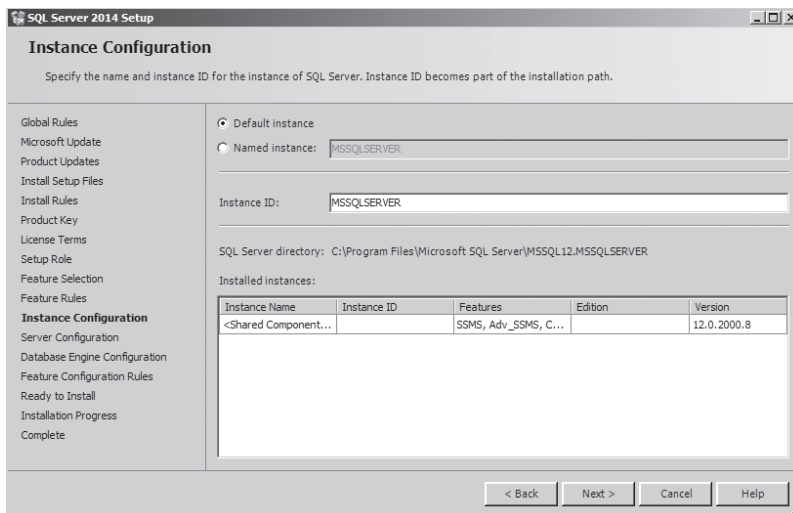 SQL Server 2014 Setup
Instance Configuration
Specify the name and instance ID for the instance of SQL Server. Instance ID becomes part of the installation path.
Global Rules
Microsoft Update
Product Updates
Install Setup Files
Install Rules
Product Key
License Terms
Setup Role
Feature Selection
Feature Rules
Instance Configuration
Server Configuration
Database Engine Configuration
Feature Configuration Rules
Ready to Install
Installation Progress
Complete
Default instance
Named instance: MSSQLSERVER
Instance ID: MSSQLSERVER
SQL Server directory: C:\Program Files\Microsoft SQL Server\MSSQL12.MSSQLSERVER
Installed instances:
Instance Name Instance ID Features Edition Version
<Shared Component... SSMS, Adv_SSMS, C... 12.0.2000.8
< Back Next > Cancel Help